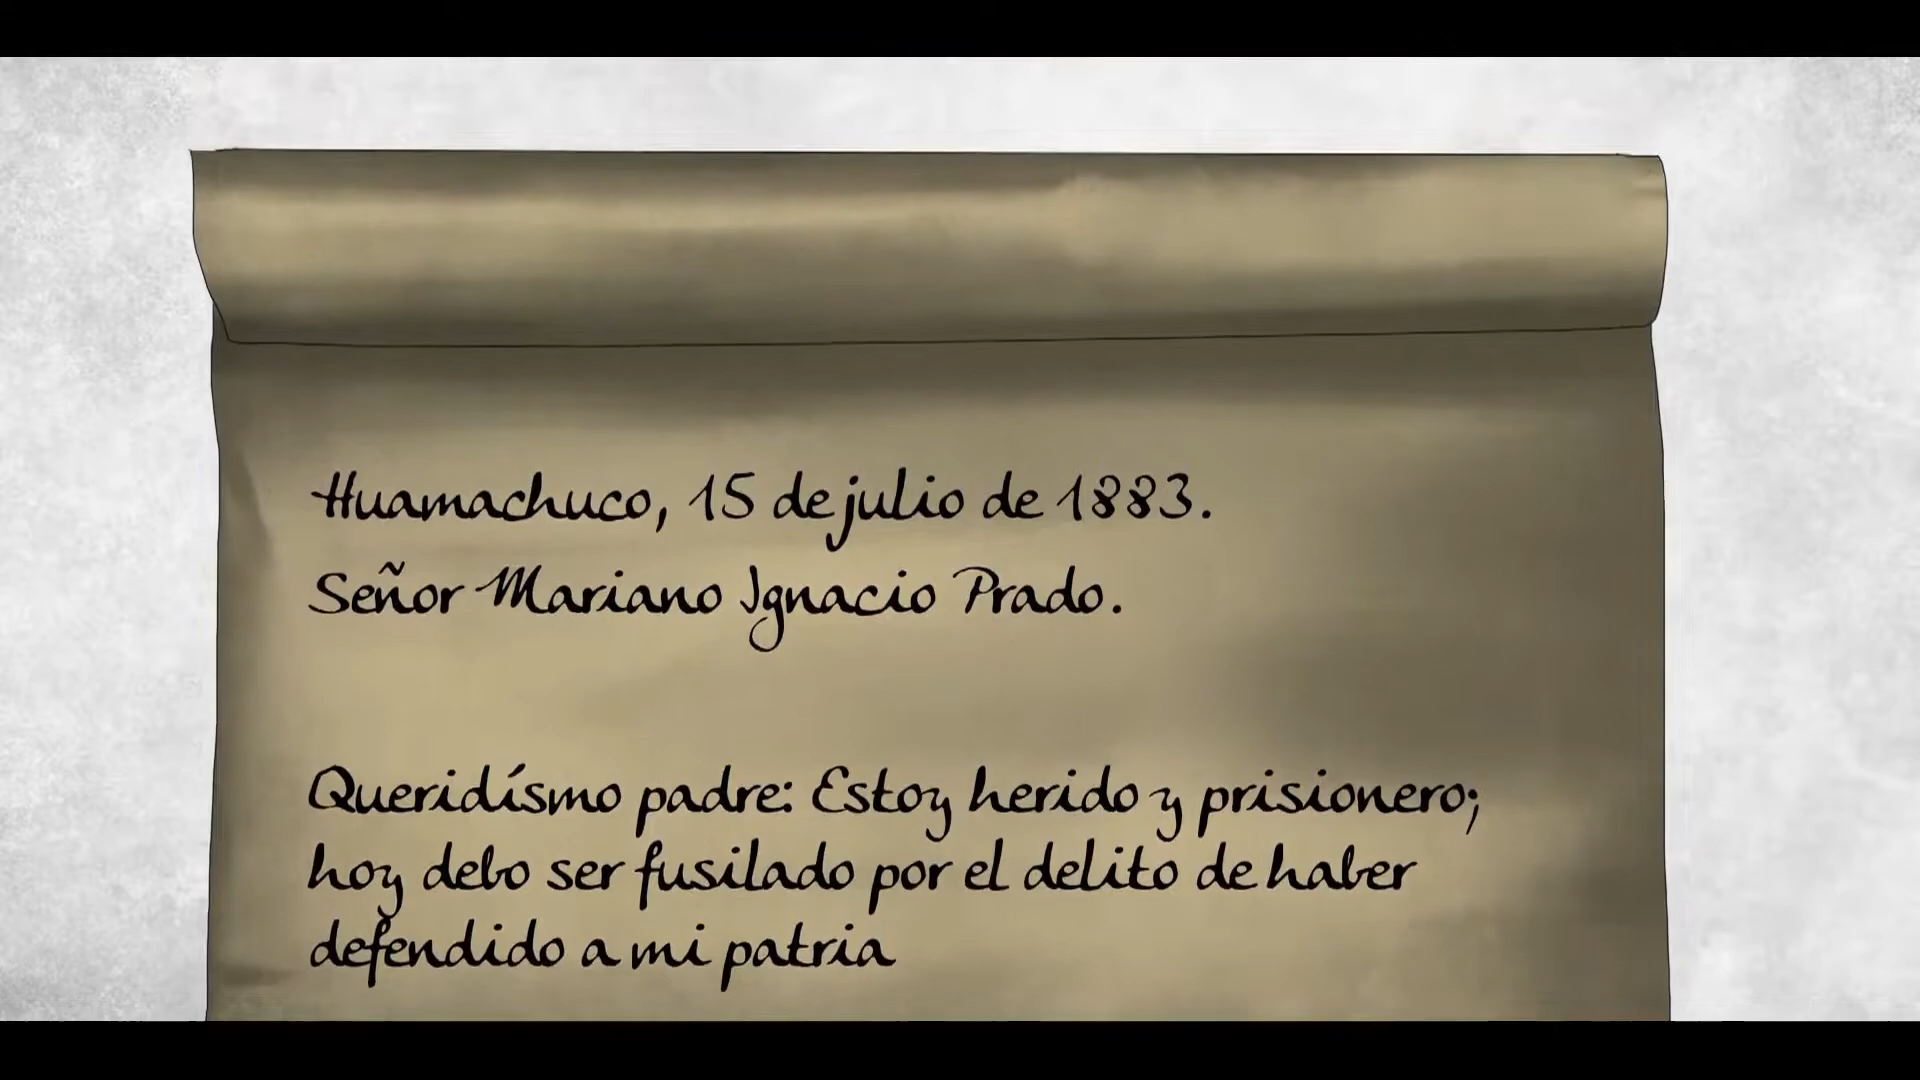 Huamachuco, 15 de julio de 1883.
Señor Mariano Ignacio Prado.
Queridísmo padre: Estoy herido y prisionero;
hoy debo ser fusilado por el delito de haber
defendido a mi patria